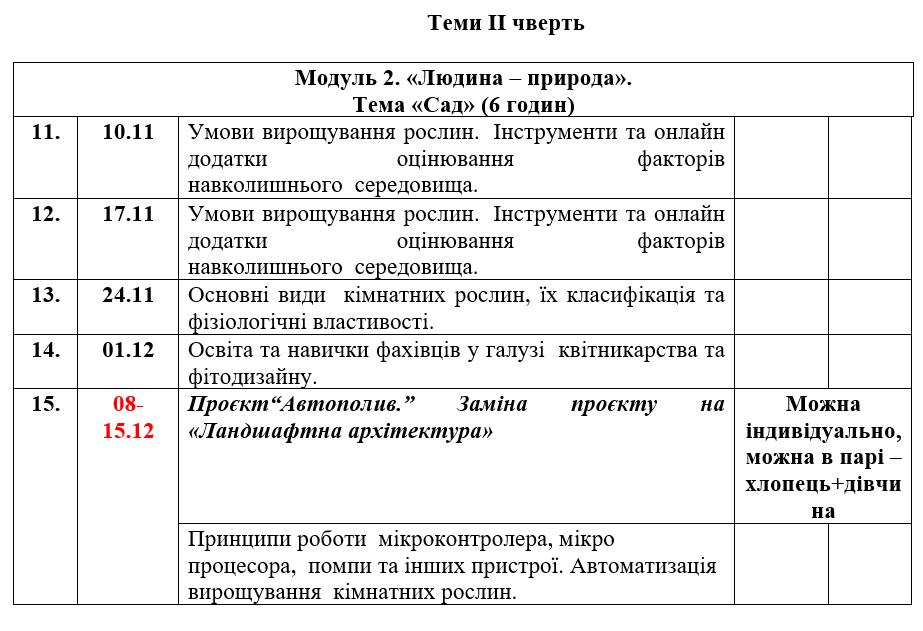 Теми ІІ чверть
Модуль 2. «Людина – природа».
Тема «Сад» (6 годин)
11. 10.11 Умови вирощування рослин. Інструменти та онлайн
додатки оцінювання факторів
навколишнього середовища.
12. 17.11 Умови вирощування рослин. Інструменти та онлайн
додатки оцінювання факторів
навколишнього середовища.
13. 24.11 Основні види кімнатних рослин, їх класифікація та
фізіологічні властивості.
14. 01.12 Освіта та навички фахівців у галузі квітникарства та
фітодизайну.
15. 08-
15.12
Проєкт“Автополив.” Заміна проєкту на
«Ландшафтна архітектура»
Можна
індивідуально,
можна в парі –
хлопець+дівчи
на
Принципи роботи мікроконтролера, мікро
процесора, помпи та інших пристрої. Автоматизація
вирощування кімнатних рослин.